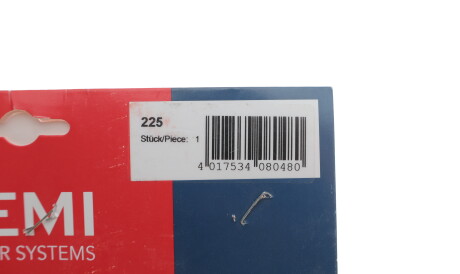 225
Stück/Piece: 1
4 017534 080480
EMI
R SYSTEMS